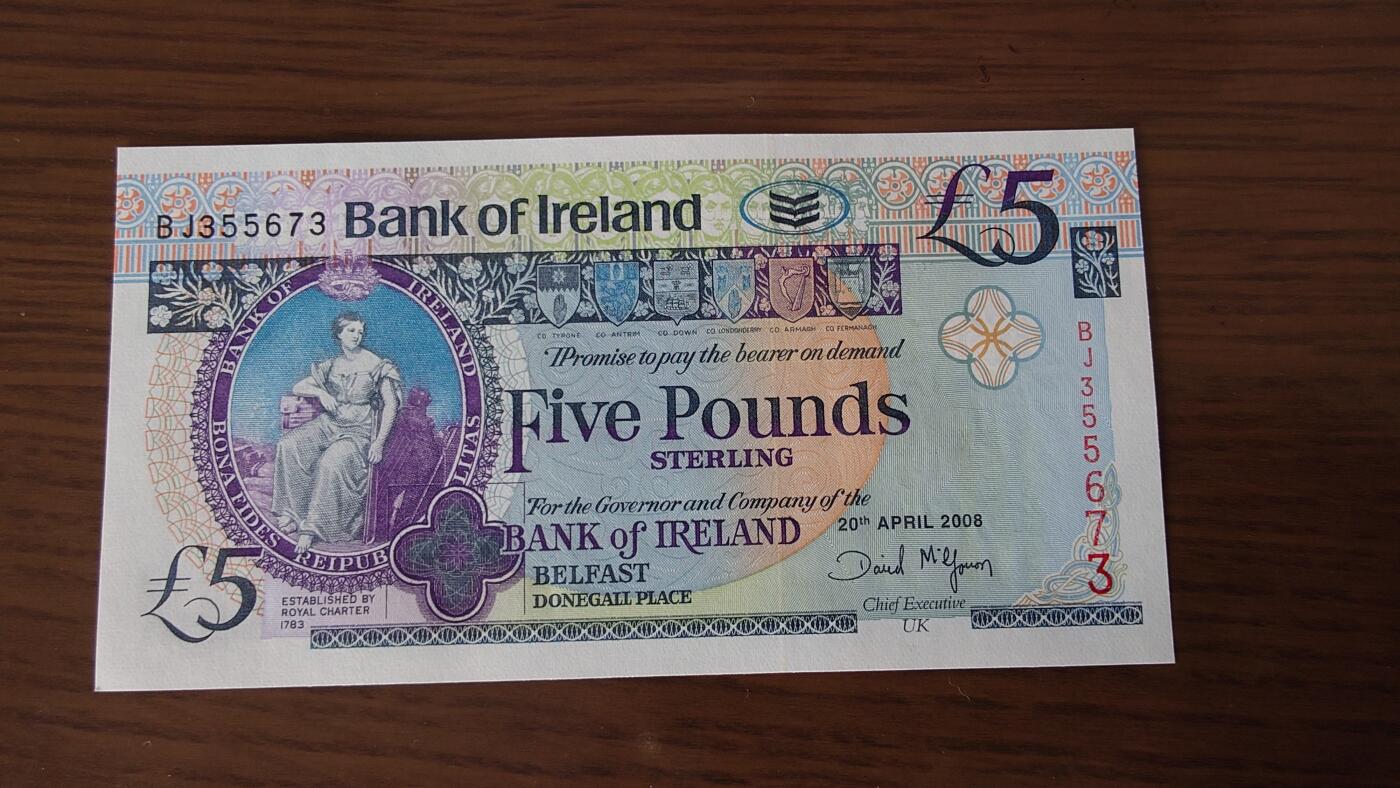 BJ355673 Bank of Ireland £5
BANK OF IRELAND
BONA FIDES REIPUB STITAS
CO TYRONE CO ANTRIM CO DOWN CO LONDONDERRY CO ARMAGH CO FERMANAGH
I Promise to pay the bearer on demand
Five Pounds
STERLING
For the Governor and Company of the
BANK of IRELAND
BELFAST
DONEGALL PLACE
20th APRIL 2008
David McGowan
Chief Executive
UK
BJ355673
£5
ESTABLISHED BY
ROYAL CHARTER
1783